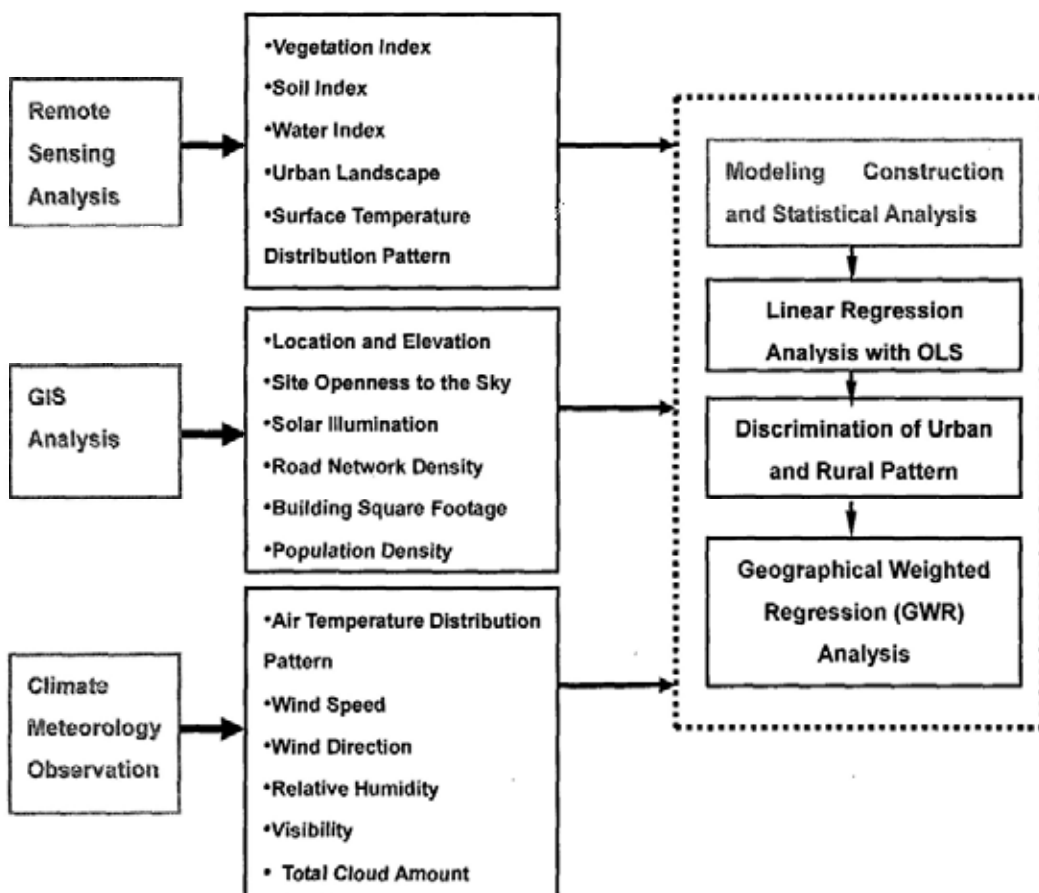 Remote
Sensing
Analysis
•Vegetation Index
•Soil Index
•Water Index
•Urban Landscape
•Surface Temperature
Distribution Pattern
GIS
Analysis
•Location and Elevation
•Site Openness to the Sky
•Solar Illumination
•Road Network Density
•Building Square Footage
•Population Density
Climate
Meteorology
Observation
•Air Temperature Distribution
Pattern
•Wind Speed
•Wind Direction
•Relative Humidity
•Visibility
• Total Cloud Amount
Modeling Construction
and Statistical Analysis
Linear Regression
Analysis with OLS
Discrimination of Urban
and Rural Pattern
Geographical Weighted
Regression (GWR)
Analysis